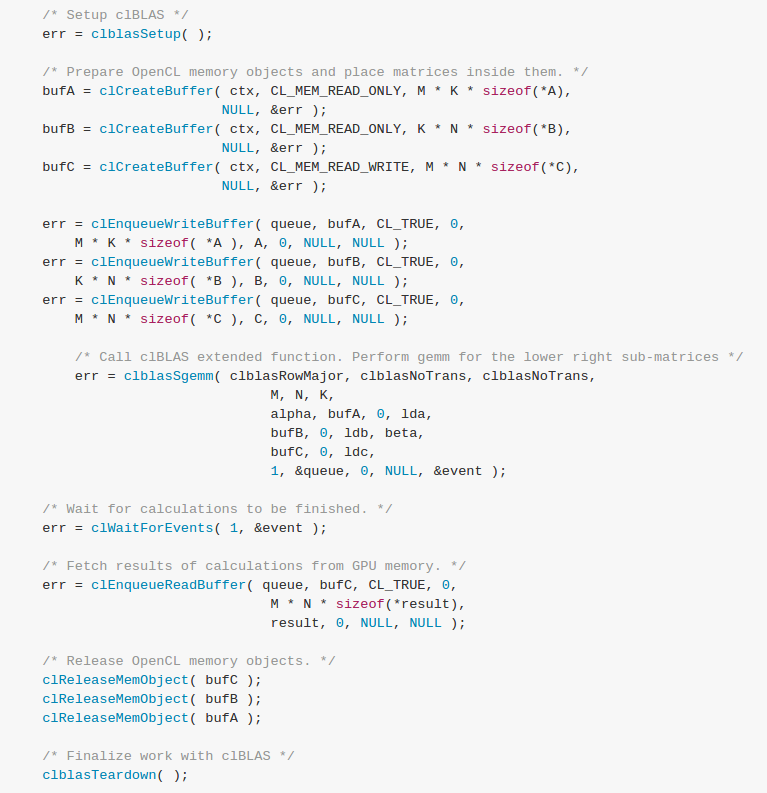 /* Setup clBLAS */
err = clblasSetup( );
/* Prepare OpenCL memory objects and place matrices inside them. */
bufA = clCreateBuffer( ctx, CL_MEM_READ_ONLY, M * K * sizeof(*A),
NULL, &err );
bufB = clCreateBuffer( ctx, CL_MEM_READ_ONLY, K * N * sizeof(*B),
NULL, &err );
bufC = clCreateBuffer( ctx, CL_MEM_READ_WRITE, M * N * sizeof(*C),
NULL, &err );
err = clEnqueueWriteBuffer( queue, bufA, CL_TRUE, 0,
M * K * sizeof( *A ), A, 0, NULL, NULL );
err = clEnqueueWriteBuffer( queue, bufB, CL_TRUE, 0,
K * N * sizeof( *B ), B, 0, NULL, NULL );
err = clEnqueueWriteBuffer( queue, bufC, CL_TRUE, 0,
M * N * sizeof( *C ), C, 0, NULL, NULL );
/* Call clBLAS extended function. Perform gemm for the lower right sub-matrices */
err = clblasSgemm( clblasRowMajor, clblasNoTrans, clblasNoTrans,
M, N, K,
alpha, bufA, 0, lda,
bufB, 0, ldb, beta,
bufC, 0, ldc,
1, &queue, 0, NULL, &event );
/* Wait for calculations to be finished. */
err = clWaitForEvents( 1, &event );
/* Fetch results of calculations from GPU memory. */
err = clEnqueueReadBuffer( queue, bufC, CL_TRUE, 0,
M * N * sizeof(*result),
result, 0, NULL, NULL );
/* Release OpenCL memory objects. */
clReleaseMemObject( bufC );
clReleaseMemObject( bufB );
clReleaseMemObject( bufA );
/* Finalize work with clBLAS */
clblasTeardown( );